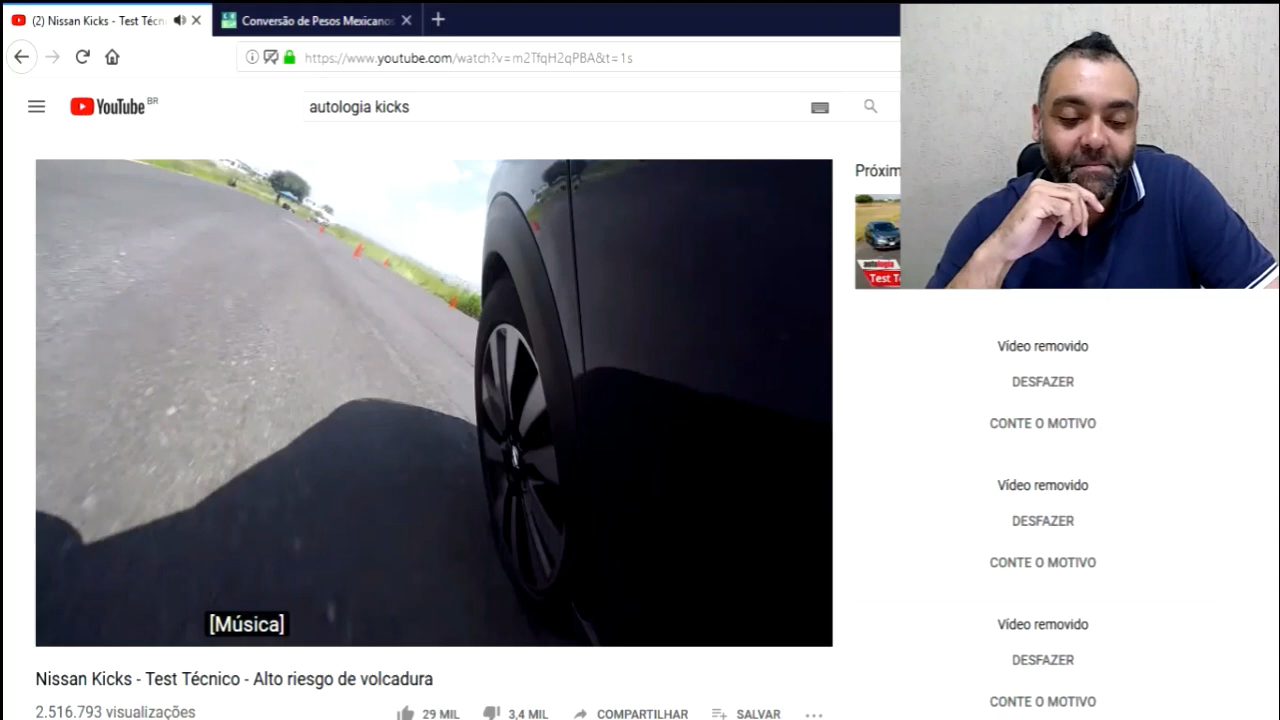 (2) Nissan Kicks - Test Técn
Conversão de Pesos Mexicanos
https://www.youtube.com/watch?v=m2TfqH2qPBA&t=1s
YouTube BR
autologia kicks
Próxim
autologia
Test Te
[Música]
Vídeo removido
DESFAZER
CONTE O MOTIVO
Vídeo removido
DESFAZER
CONTE O MOTIVO
Vídeo removido
DESFAZER
CONTE O MOTIVO
Nissan Kicks - Test Técnico - Alto riesgo de volcadura
2.516.793 visualizações
29 MIL
3,4 MIL
COMPARTILHAR
SALVAR